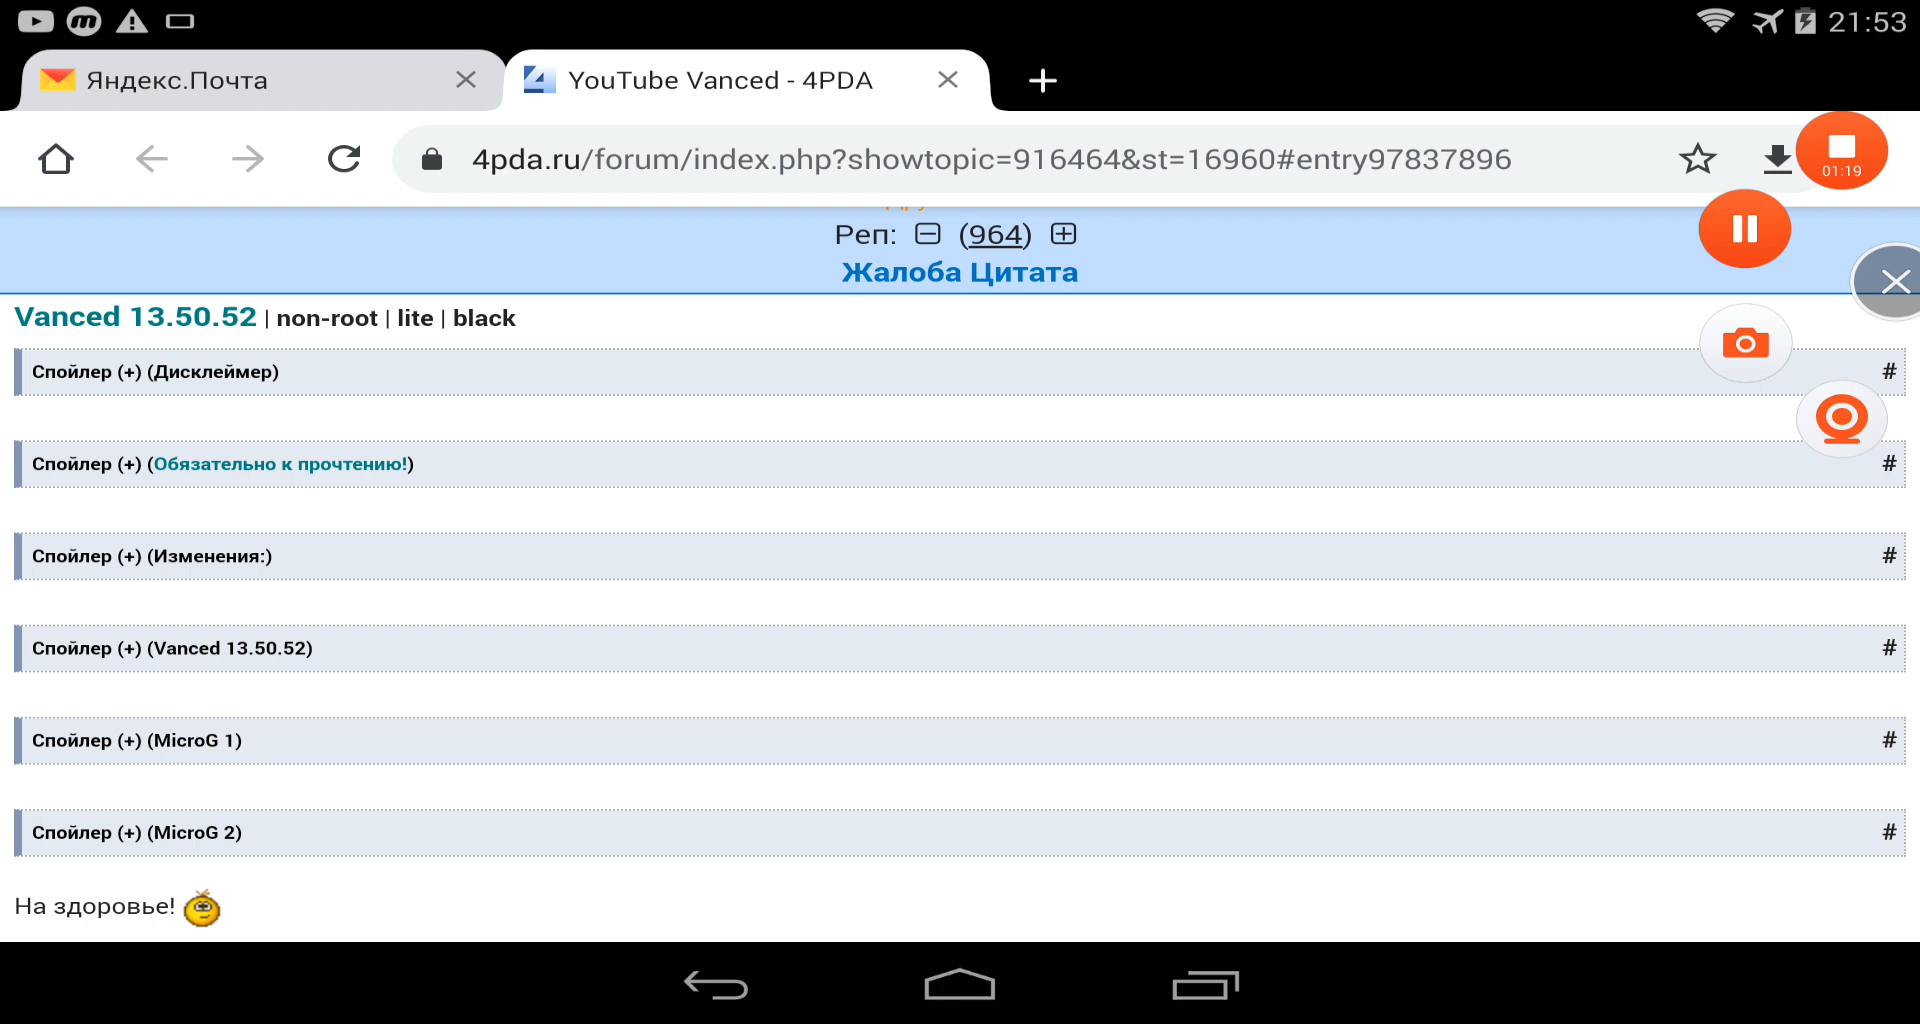 21:53
Яндекс.Почта
YouTube Vanced - 4PDA
4pda.ru/forum/index.php?showtopic=916464&st=16960#entry97837896
01:19
Реп: (964)
Жалоба Цитата
Vanced 13.50.52 | non-root | lite | black
Спойлер (+) (Дисклеймер) #
Спойлер (+) (Обязательно к прочтению!) #
Спойлер (+) (Изменения:) #
Спойлер (+) (Vanced 13.50.52) #
Спойлер (+) (MicroG 1) #
Спойлер (+) (MicroG 2) #
На здоровье!